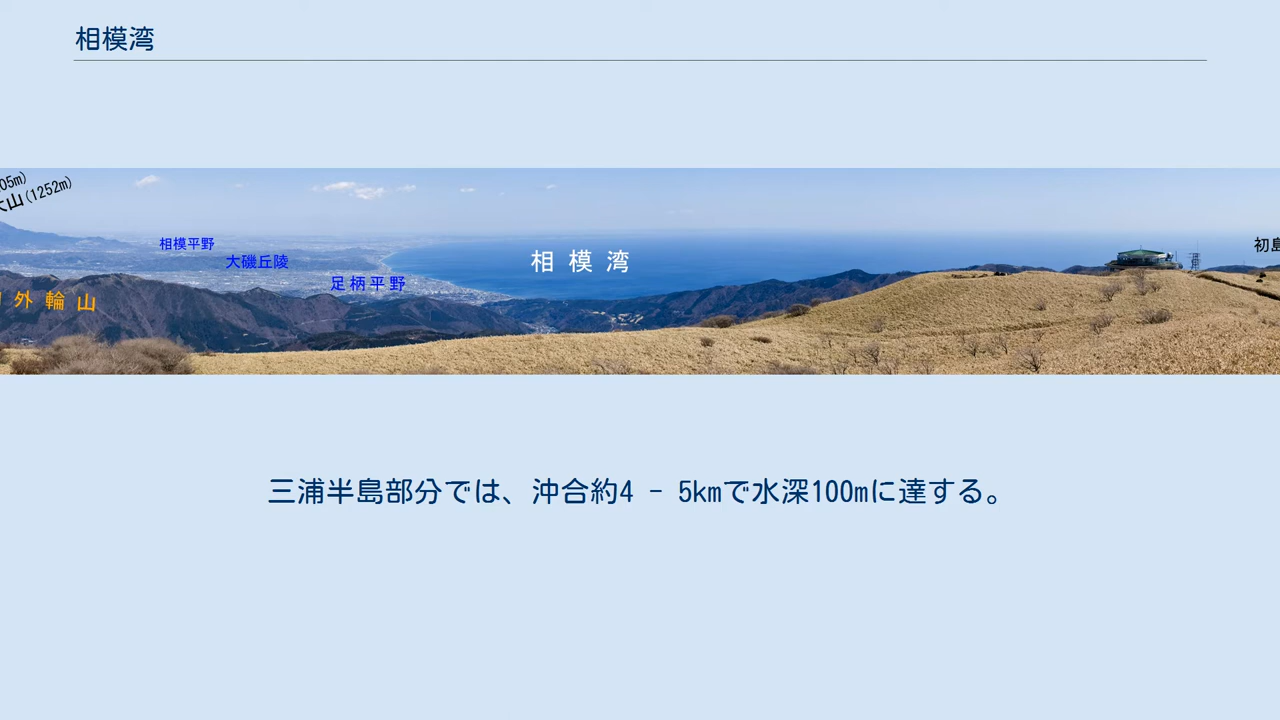 相模湾
05m)
大山(1252m)
相模平野
大磯丘陵
足柄平野
相模湾
初島
外輪山
三浦半島部分では、沖合約4 - 5kmで水深100mに達する。